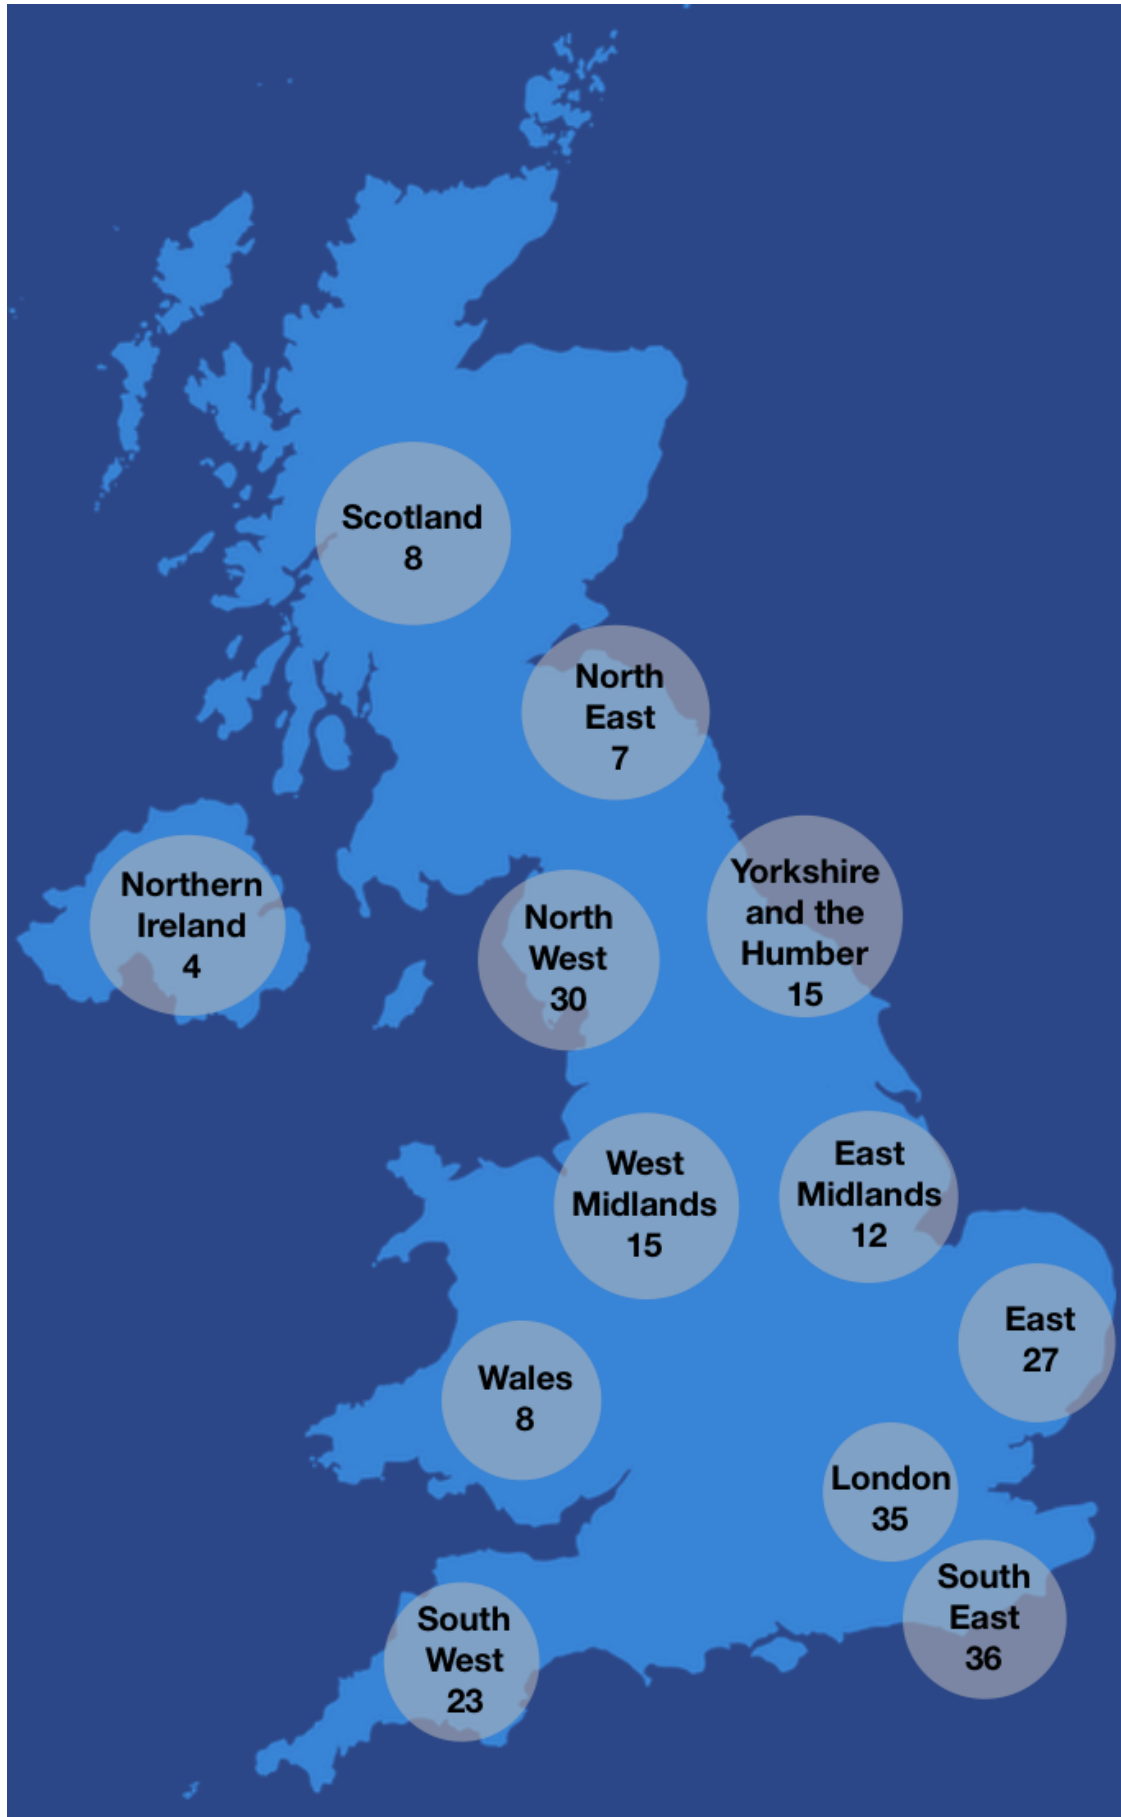 Scotland
8
North
East
7
Northern
Ireland
4
North
West
30
Yorkshire
and the
Humber
15
West
Midlands
15
East
Midlands
12
East
27
Wales
8
London
35
South
East
36
South
West
23